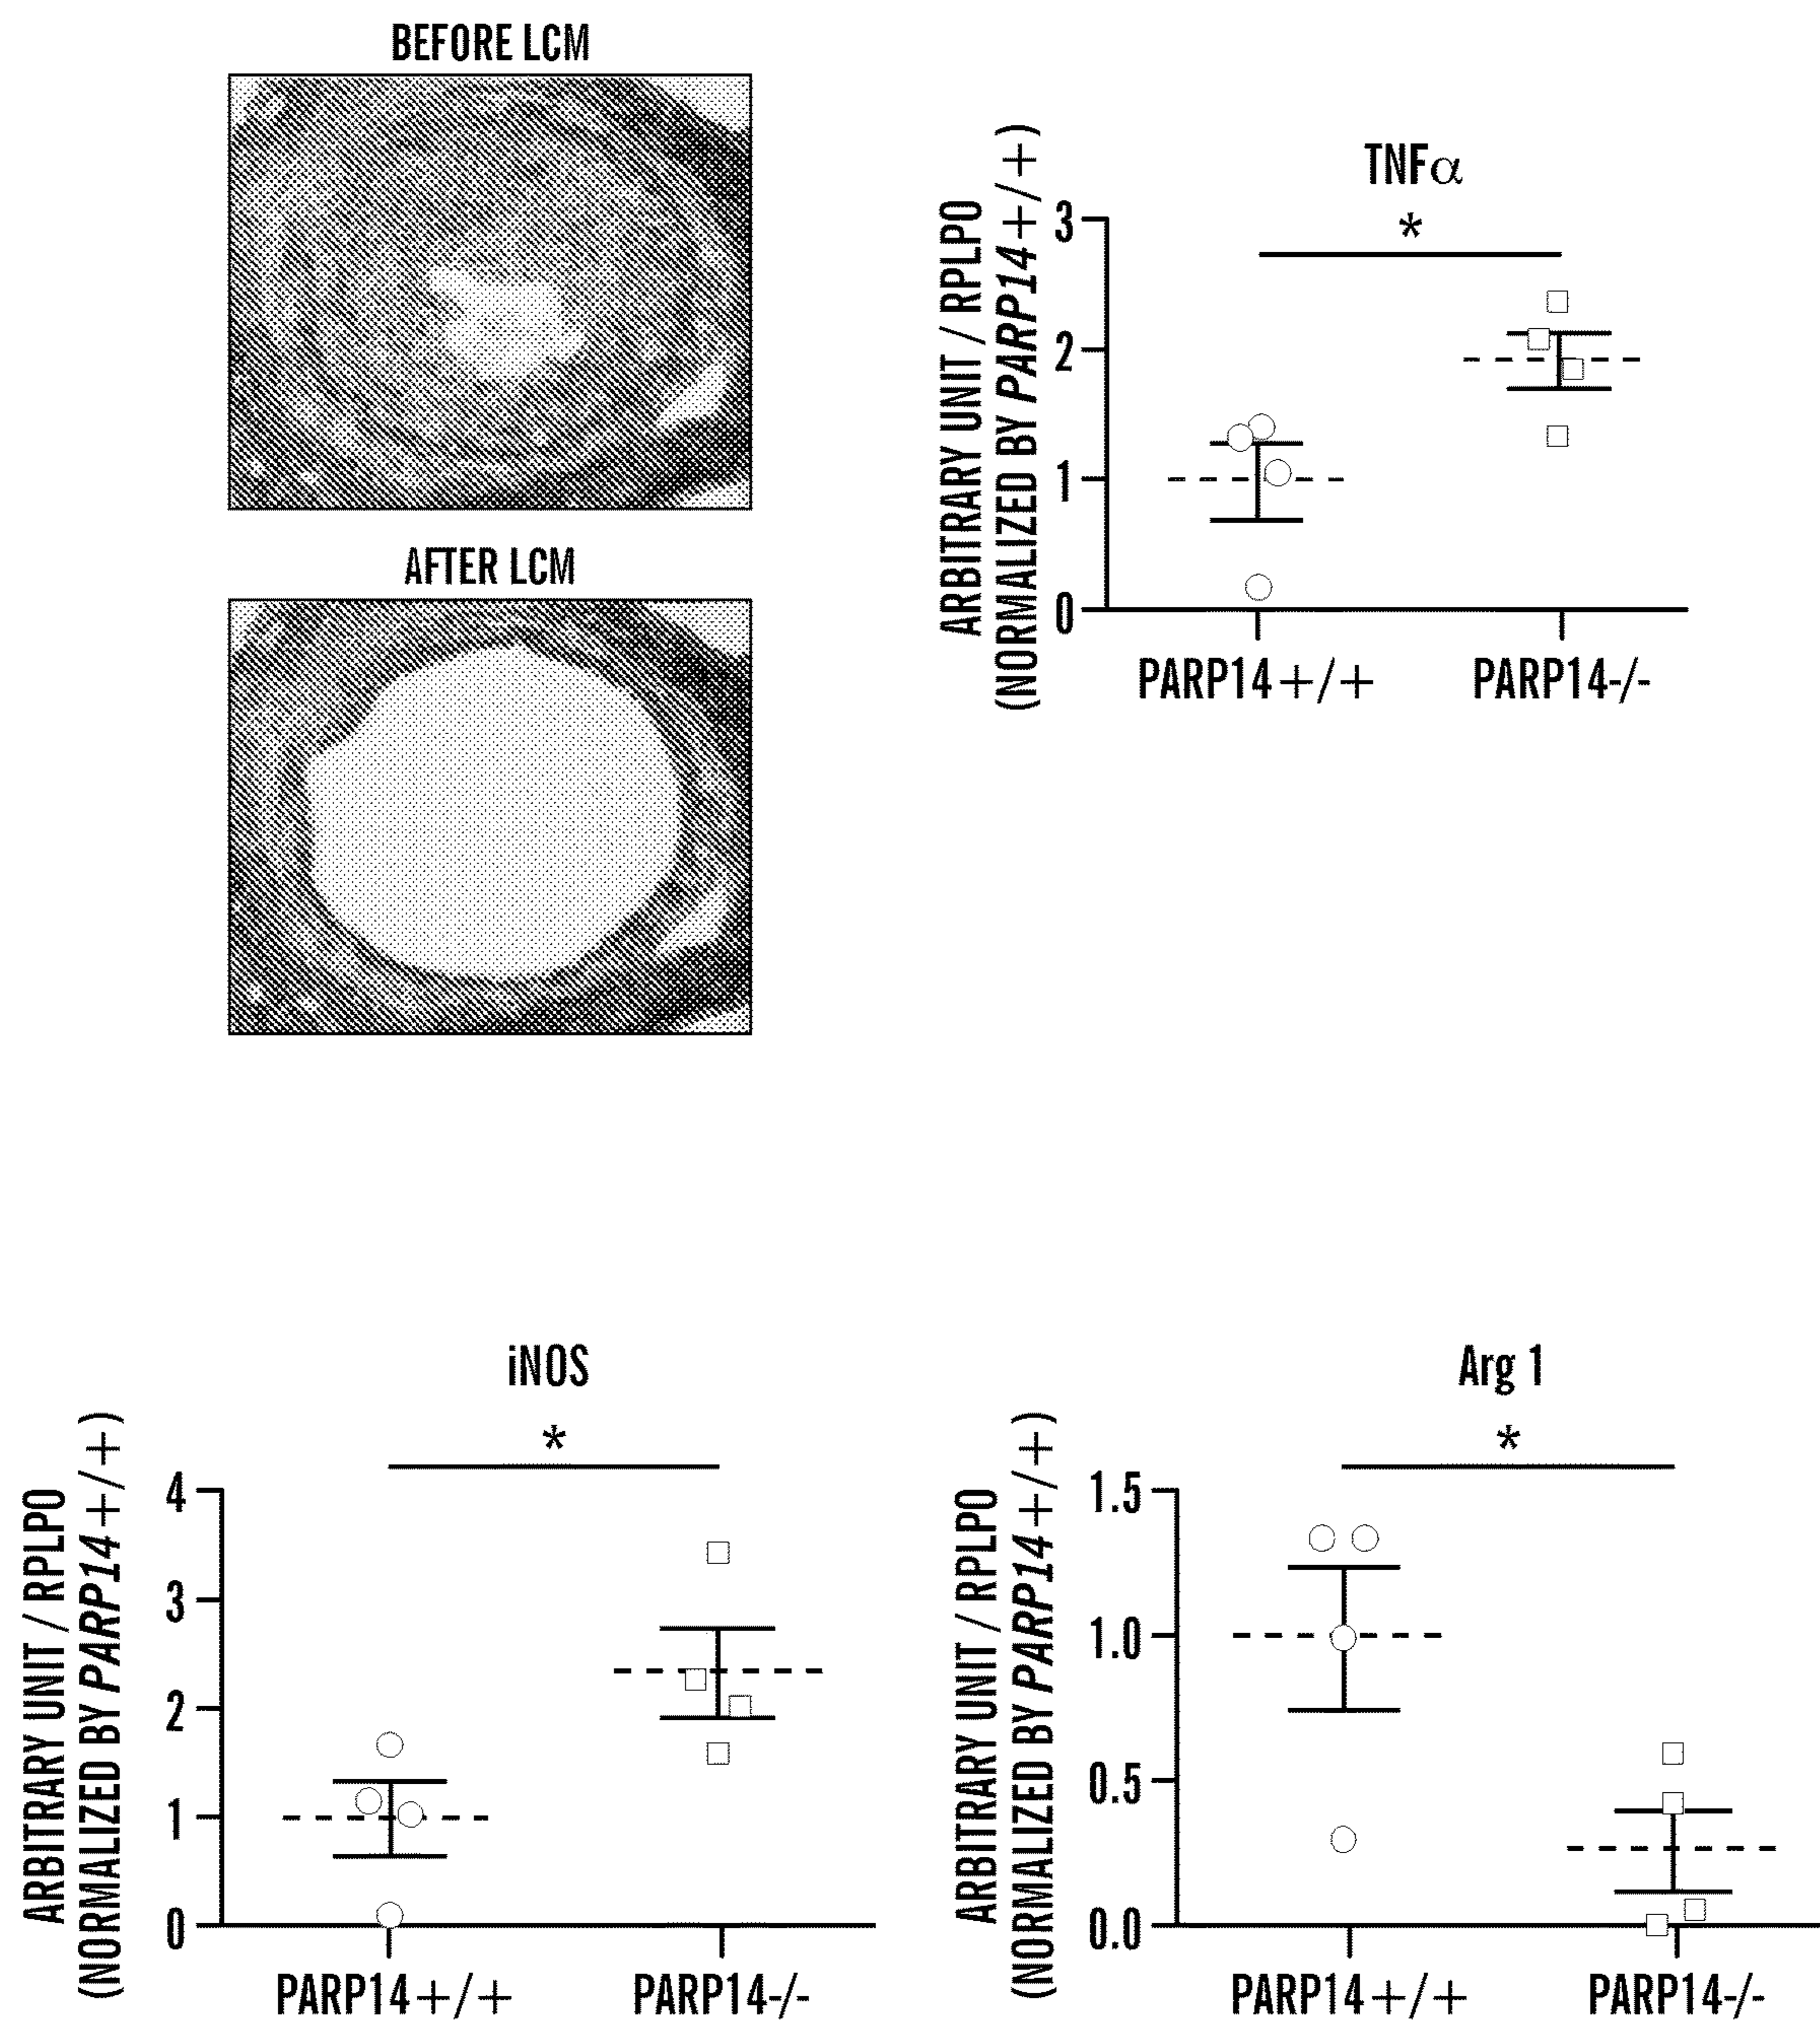 BEFORE LCM
AFTER LCM
TNFα
*
ARBITRARY UNIT / RPLPO
(NORMALIZED BY PARP14+/+)
3
2
1
0
PARP14+/+ PARP14-/-
iNOS
*
ARBITRARY UNIT / RPLPO
(NORMALIZED BY PARP14+/+)
4
3
2
1
0
PARP14+/+ PARP14-/-
Arg 1
*
ARBITRARY UNIT / RPLPO
(NORMALIZED BY PARP14+/+)
1.5
1.0
0.5
0.0
PARP14+/+ PARP14-/-